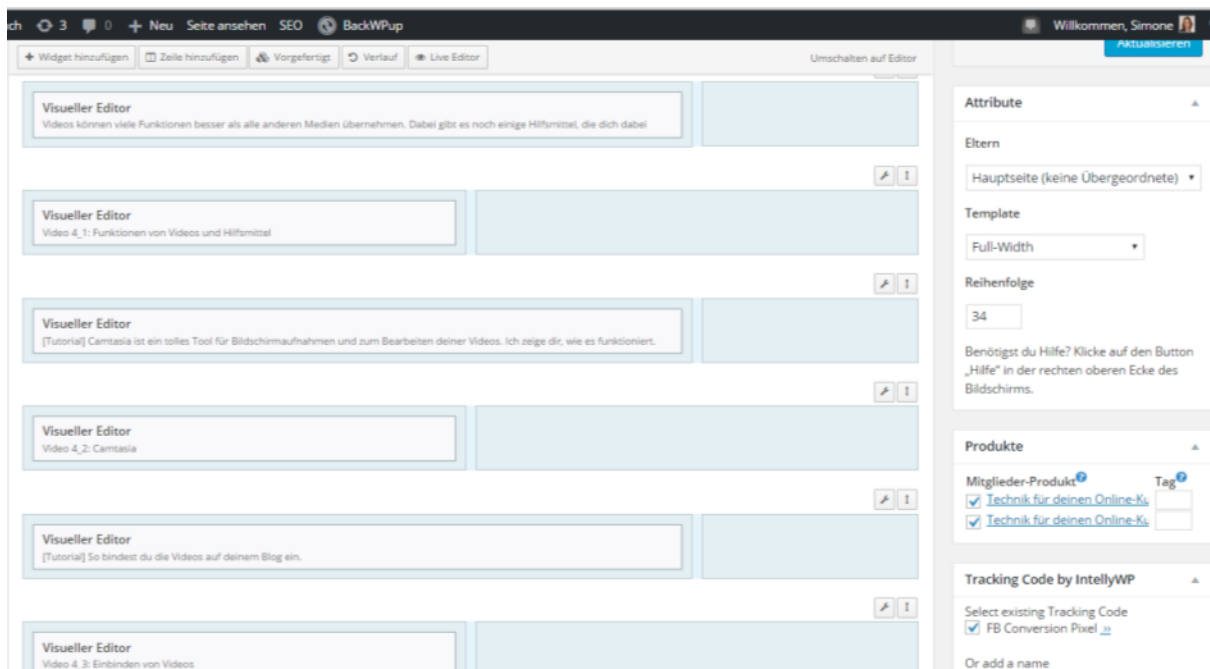 ch 3 0 Neu Seite ansehen SEO BackWPup Willkommen, Simone
Widget hinzufügen Zeile hinzufügen Vorgefertigt Verlauf Live Editor Umschalten auf Editor
Visueller Editor
Videos können viele Funktionen besser als alle anderen Medien übernehmen. Dabei gibt es noch einige Hilfsmittel, die dich dabei
Visueller Editor
Video 4_1: Funktionen von Videos und Hilfsmittel
Visueller Editor
[Tutorial] Camtasia ist ein tolles Tool für Bildschirmaufnahmen und zum Bearbeiten deiner Videos. Ich zeige dir, wie es funktioniert.
Visueller Editor
Video 4_2: Camtasia
Visueller Editor
[Tutorial] So bindest du die Videos auf deinem Blog ein.
Visueller Editor
Video 4_3: Einbinden von Videos
Aktualisieren
Attribute
Eltern
Hauptseite (keine Übergeordnete)
Template
Full-Width
Reihenfolge
34
Benötigst du Hilfe? Klicke auf den Button
„Hilfe" in der rechten oberen Ecke des
Bildschirms.
Produkte
Mitglieder-Produkt Tag
Technik für deinen Online-Ku
Technik für deinen Online-Ku
Tracking Code by IntellyWP
Select existing Tracking Code
FB Conversion Pixel »
Or add a name